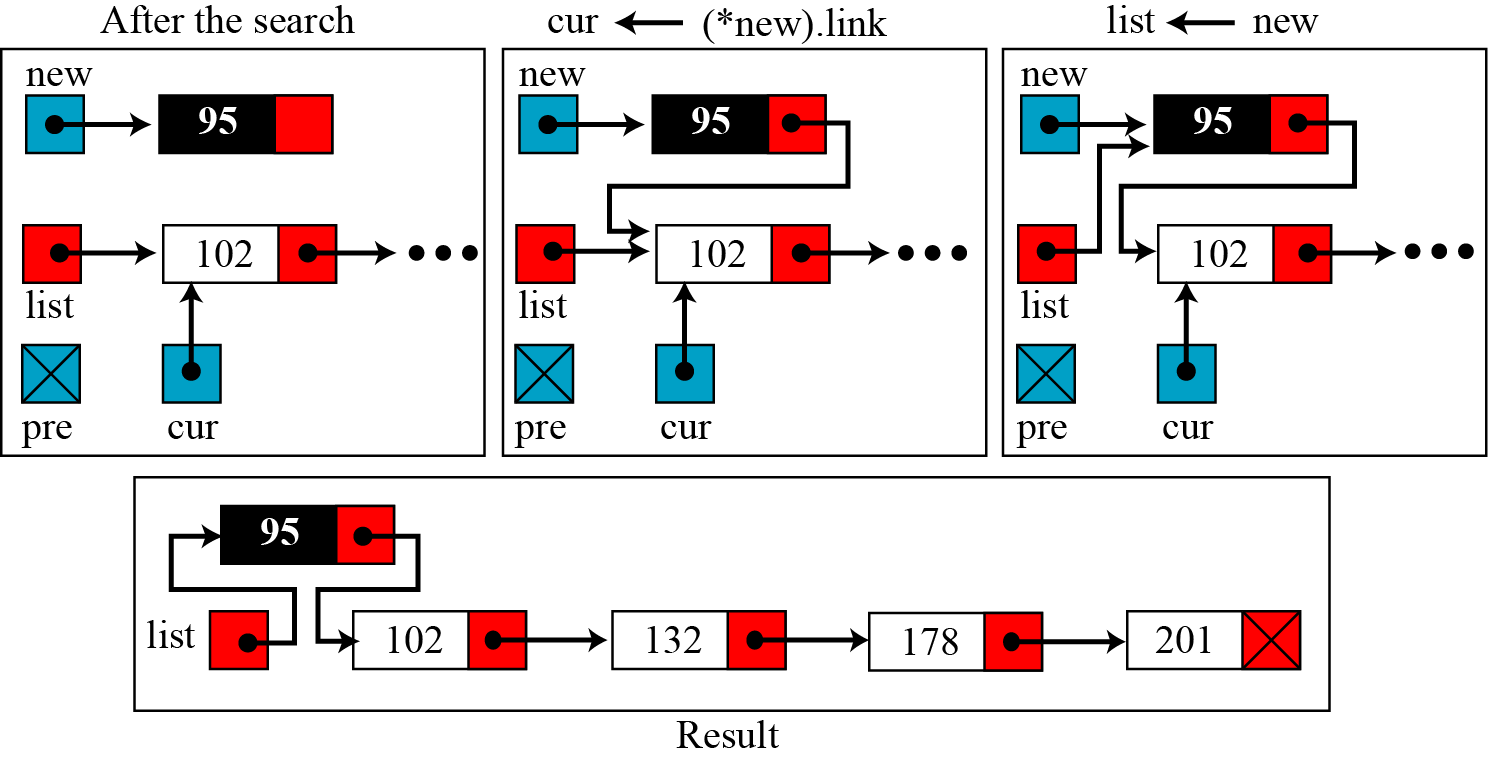 After the search
new
95
102
list
pre
cur
cur ← (*new).link
new
95
102
list
pre
cur
list ← new
new
95
102
list
pre
cur
95
list
102
132
178
201
Result